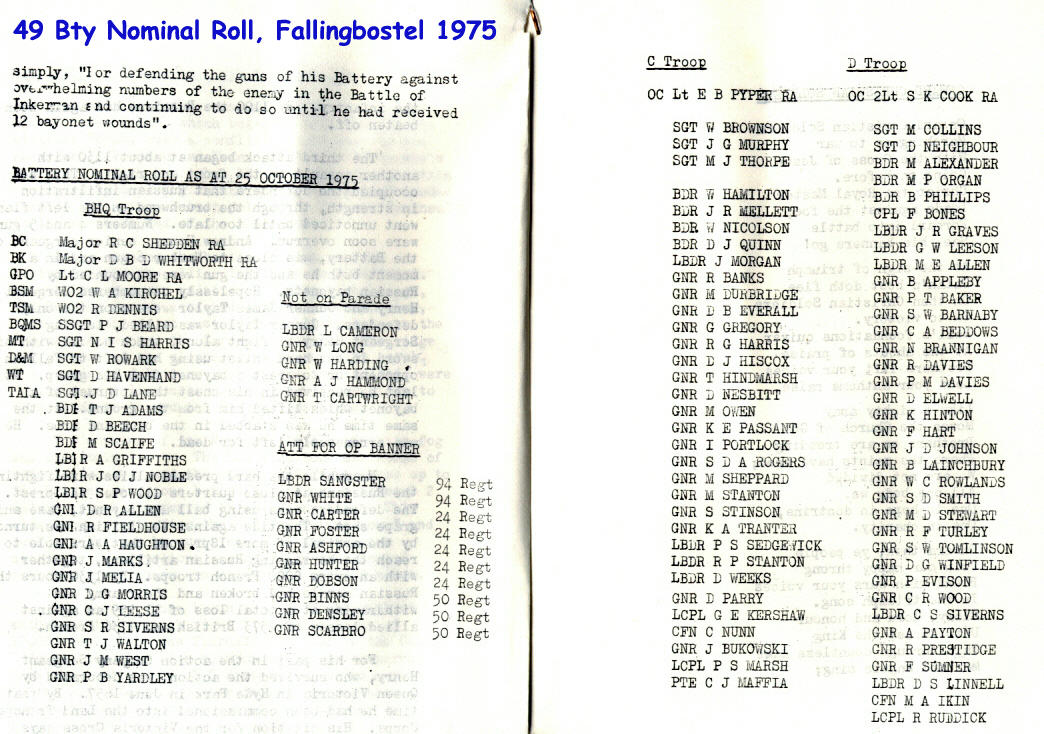 49 Bty Nominal Roll, Fallingbostel 1975
simply, "For defending the guns of his Battery against
overwhelming numbers of the enemy in the Battle of
Inkerman and continuing to do so until he had received
12 bayonet wounds".
BATTERY NOMINAL ROLL AS AT 25 OCTOBER 1975
BHQ Troop
BC Major R C SHEDDEN RA
BK Major D B D WHITWORTH RA
GPO Lt C L MOORE RA
BSM WO2 W A KIRCHEL
TSM WO2 R DENNIS
BQMS SSGT P J BEARD
MT SGT N I S HARRIS
D&M SGT W ROWARK
WT SGT D HAVENHAND
TARA SGT J D LANE
BDR T J ADAMS
BDR D BEECH
BDR M SCAIFE
LBDR A GRIFFITHS
LBDR J C J NOBLE
LBDR S P WOOD
GNR D R ALLEN
GNR R FIELDHOUSE
GNR A A HAUGHTON.
GNR J MARKS
GNR J MELIA
GNR D G MORRIS
GNR C J LEESE
GNR S R SIVERNS
GNR T J WALTON
GNR J M WEST
GNR P B YARDLEY
Not on Parade
LBDR L CAMERON
GNR W LONG
GNR W HARDING .
GNR A J HAMMOND
GNR T CARTWRIGHT
ATT FOR OP BANNER
LBDR SANGSTER 94 Regt
GNR WHITE 94 Regt
GNR CARTER 24 Regt
GNR FOSTER 24 Regt
GNR ASHFORD 24 Regt
GNR HUNTER 24 Regt
GNR DOBSON 24 Regt
GNR BINNS 50 Regt
GNR DENSLEY 50 Regt
GNR SCARBRO 50 Regt
C Troop
OC Lt E B PYPER RA
SGT W BROWNSON
SGT J G MURPHY
SGT M J THORPE
BDR W HAMILTON
BDR J R MELLETT
BDR W NICOLSON
BDR D J QUINN
LBDR J MORGAN
GNR R BANKS
GNR M DURBRIDGE
GNR D B EVERALL
GNR G GREGORY
GNR R G HARRIS
GNR D J HISCOX
GNR T HINDMARSH
GNR D NESBITT
GNR M OWEN
GNR K E PASSANT
GNR I PORTLOCK
GNR S D A ROGERS
GNR M SHEPPARD
GNR M STANTON
GNR S STINSON
GNR K A TRANTER
LBDR P S SEDGEWICK
LBDR R P STANTON
LBDR D WEEKS
GNR D PARRY
LCPL G E KERSHAW
CFN C NUNN
GNR J BUKOWSKI
LCPL P S MARSH
PTE C J MAFFIA
D Troop
OC 2Lt S K COOK RA
SGT M COLLINS
SGT D NEIGHBOUR
BDR M ALEXANDER
BDR M P ORGAN
BDR B PHILLIPS
CPL F BONES
LBDR J R GRAVES
LBDR G W LEESON
LBDR M E ALLEN
GNR B APPLEBY
GNR P T BAKER
GNR S W BARNABY
GNR C A BEDDOWS
GNR N BRANNIGAN
GNR R DAVIES
GNR P M DAVIES
GNR D ELWELL
GNR K HINTON
GNR F HART
GNR J D JOHNSON
GNR B LAINCHBURY
GNR W C ROWLANDS
GNR S D SMITH
GNR M D STEWART
GNR R F TURLEY
GNR S W TOMLINSON
GNR D G WINFIELD
GNR P EVISON
GNR C R WOOD
LBDR C S SIVERNS
GNR A PAYTON
GNR R PRESTIDGE
GNR F SUMNER
LBDR D S LINNELL
CFN M A IKIN
LCPL R RUDDICK